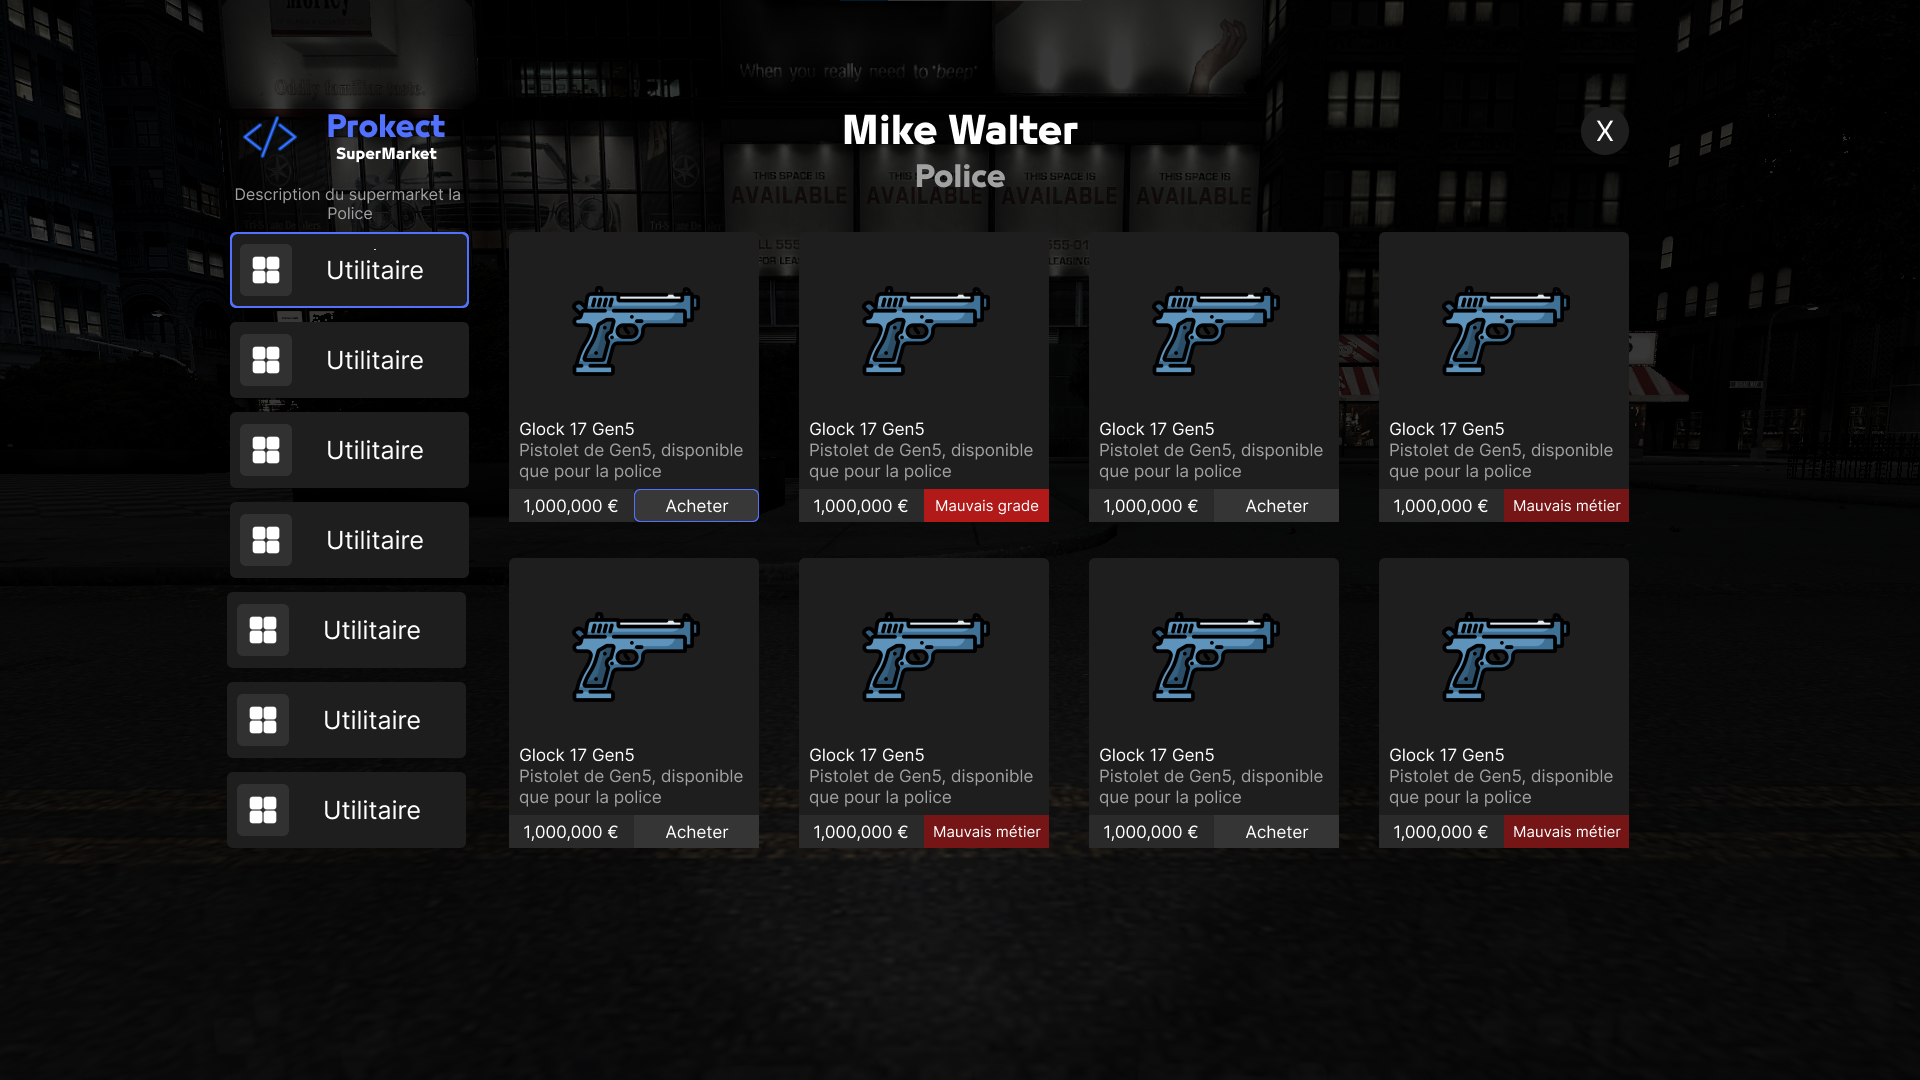 Morley
Oddly familiar taste.
When you really need to *beep*
Prokect
SuperMarket
Description du supermarket la
Police
Mike Walter
Police
X
THIS SPACE IS
AVAILABLE
THIS SPACE IS
AVAILABLE
THIS SPACE IS
AVAILABLE
THIS SPACE IS
AVAILABLE
Utilitaire
Utilitaire
Utilitaire
Utilitaire
Utilitaire
Utilitaire
Utilitaire
Glock 17 Gen5
Pistolet de Gen5, disponible
que pour la police
1,000,000 €
Acheter
Glock 17 Gen5
Pistolet de Gen5, disponible
que pour la police
1,000,000 €
Mauvais grade
Glock 17 Gen5
Pistolet de Gen5, disponible
que pour la police
1,000,000 €
Acheter
Glock 17 Gen5
Pistolet de Gen5, disponible
que pour la police
1,000,000 €
Mauvais métier
Glock 17 Gen5
Pistolet de Gen5, disponible
que pour la police
1,000,000 €
Acheter
Glock 17 Gen5
Pistolet de Gen5, disponible
que pour la police
1,000,000 €
Mauvais métier
Glock 17 Gen5
Pistolet de Gen5, disponible
que pour la police
1,000,000 €
Acheter
Glock 17 Gen5
Pistolet de Gen5, disponible
que pour la police
1,000,000 €
Mauvais métier